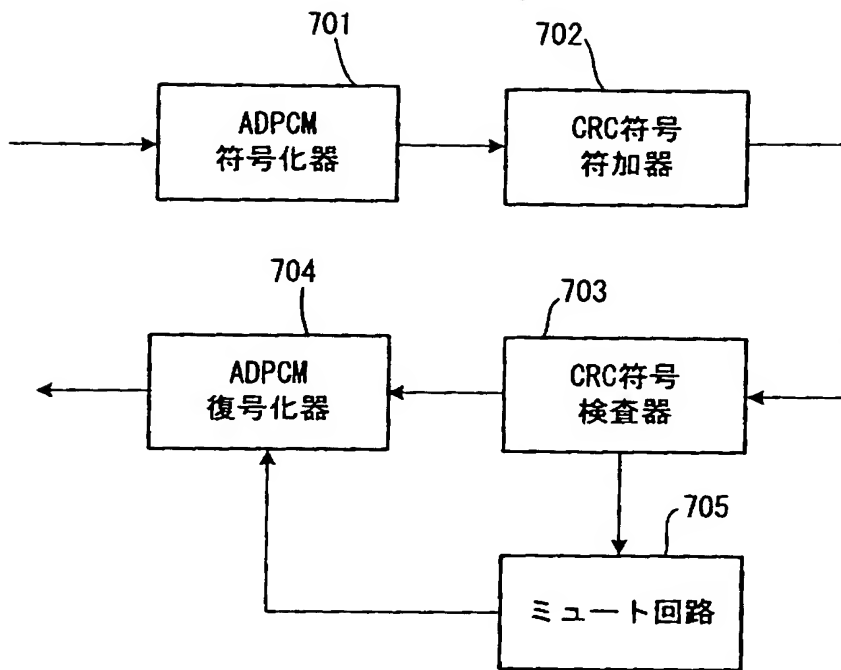 701
ADPCM
符号化器
702
CRC符号
符加器
704
ADPCM
復号化器
703
CRC符号
検査器
705
ミュート回路